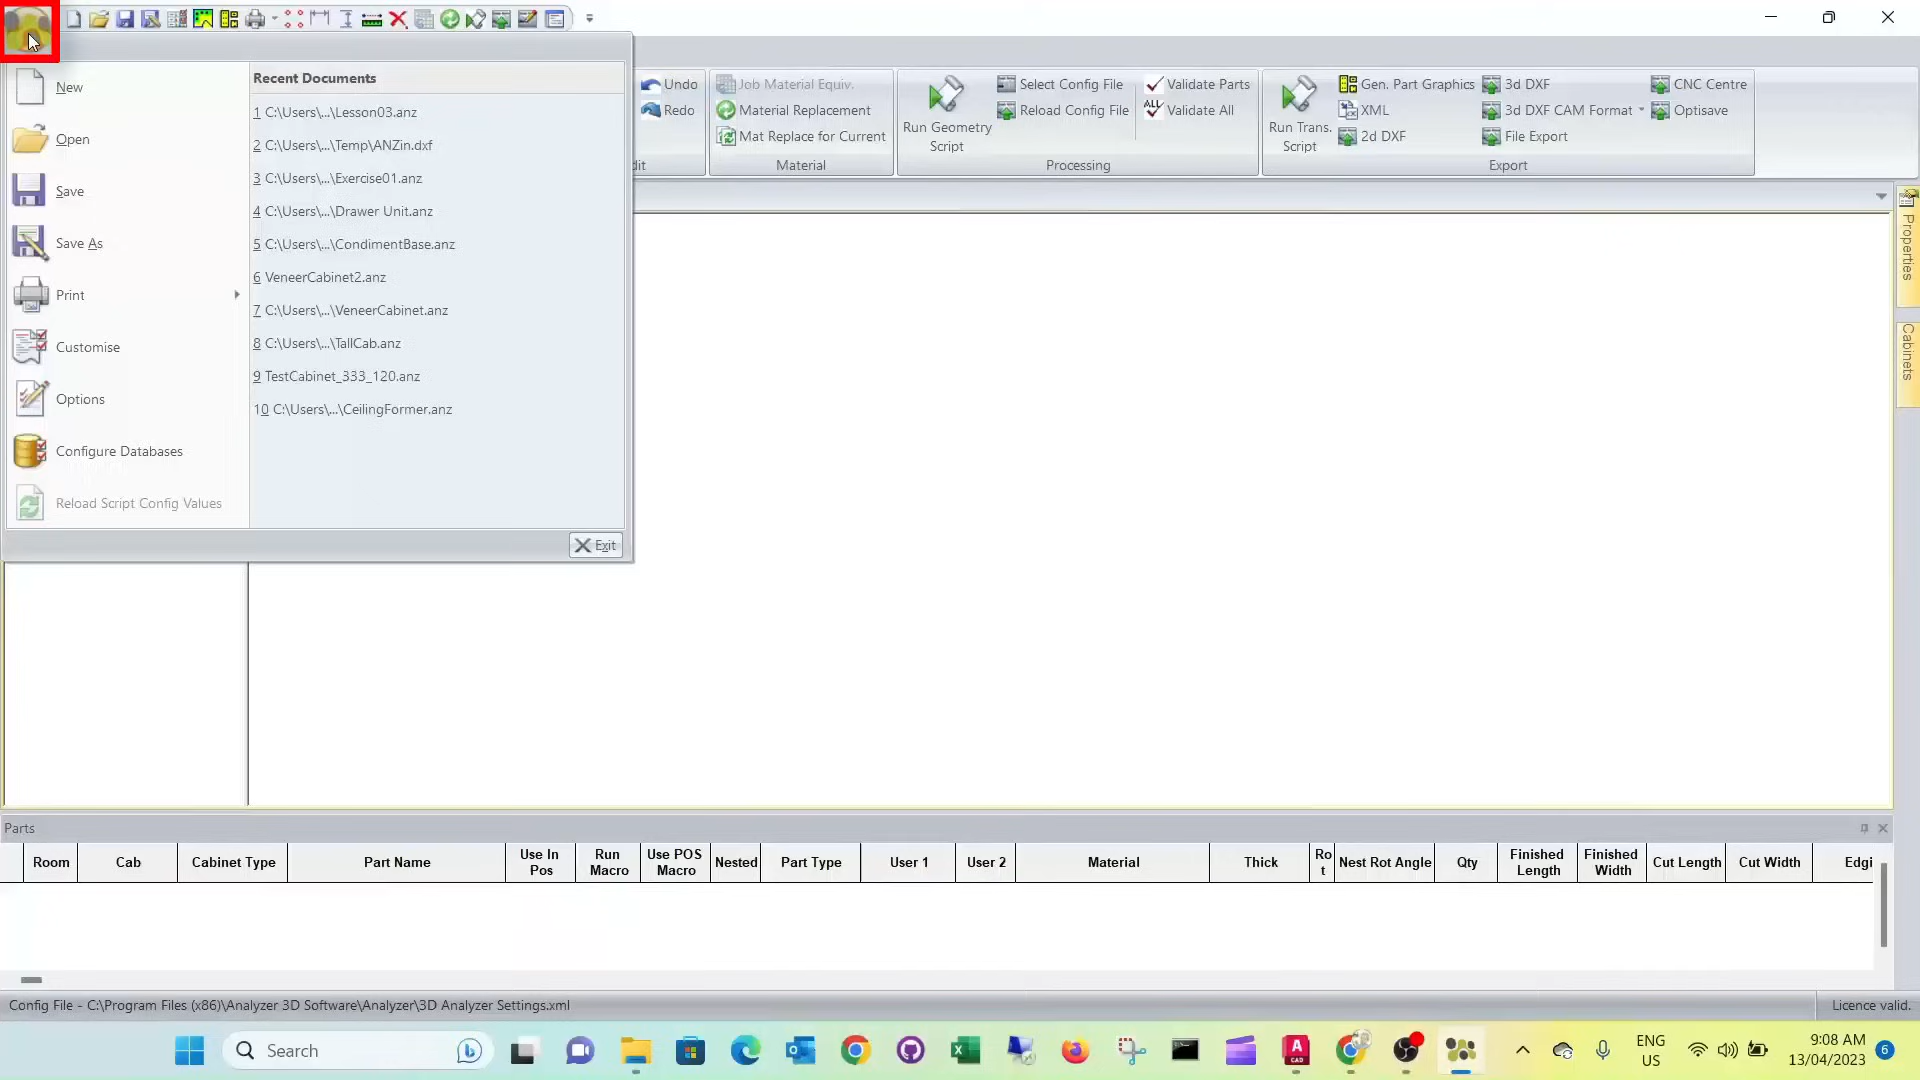 New
Open
Save
Save As
Print
Customise
Options
Configure Databases
Reload Script Config Values
Recent Documents
1 C:\Users\...\Lesson03.anz
2 C:\Users\...\Temp\ANZin.dxf
3 C:\Users\...\Exercise01.anz
4 C:\Users\...\Drawer Unit.anz
5 C:\Users\...\CondimentBase.anz
6 VeneerCabinet2.anz
7 C:\Users\...\VeneerCabinet.anz
8 C:\Users\...\TallCab.anz
9 TestCabinet_333_120.anz
10 C:\Users\...\CeilingFormer.anz
Exit
Undo
Redo
dit
Job Material Equiv.
Material Replacement
Mat Replace for Current
Material
Run Geometry
Script
Select Config File
Reload Config File
Validate Parts
ALL Validate All
Processing
Run Trans.
Script
Gen. Part Graphics
XML
2d DXF
3d DXF
3d DXF CAM Format
File Export
CNC Centre
Optisave
Export
Properties
Cabinets
Parts
Room Cab Cabinet Type Part Name Use In Pos Run Macro Use POS Macro Nested Part Type User 1 User 2 Material Thick Ro t Nest Rot Angle Qty Finished Length Finished Width Cut Length Cut Width Edgi
Config File - C:\Program Files (x86)\Analyzer 3D Software\Analyzer\3D Analyzer Settings.xml
Licence valid.
Search
ENG
US
9:08 AM
13/04/2023
6